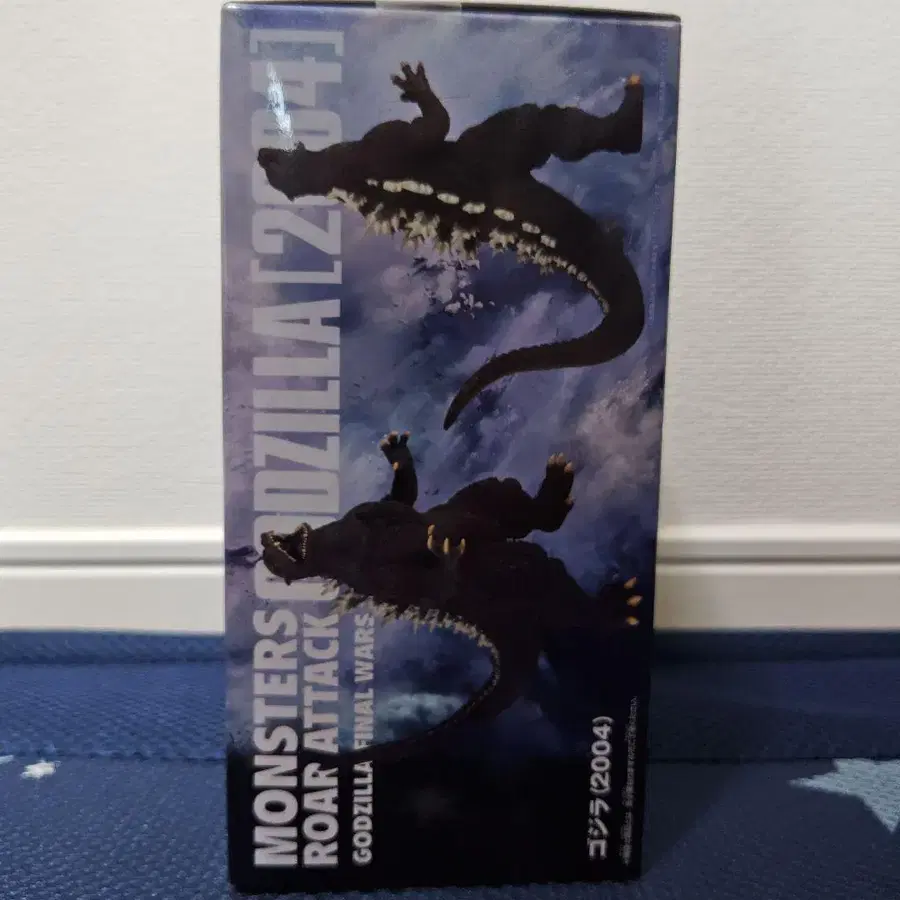 MONSTERS
ROAR ATTACK
GODZILLA [2004]
GODZILLA FINAL WARS
ゴジラ(2004)